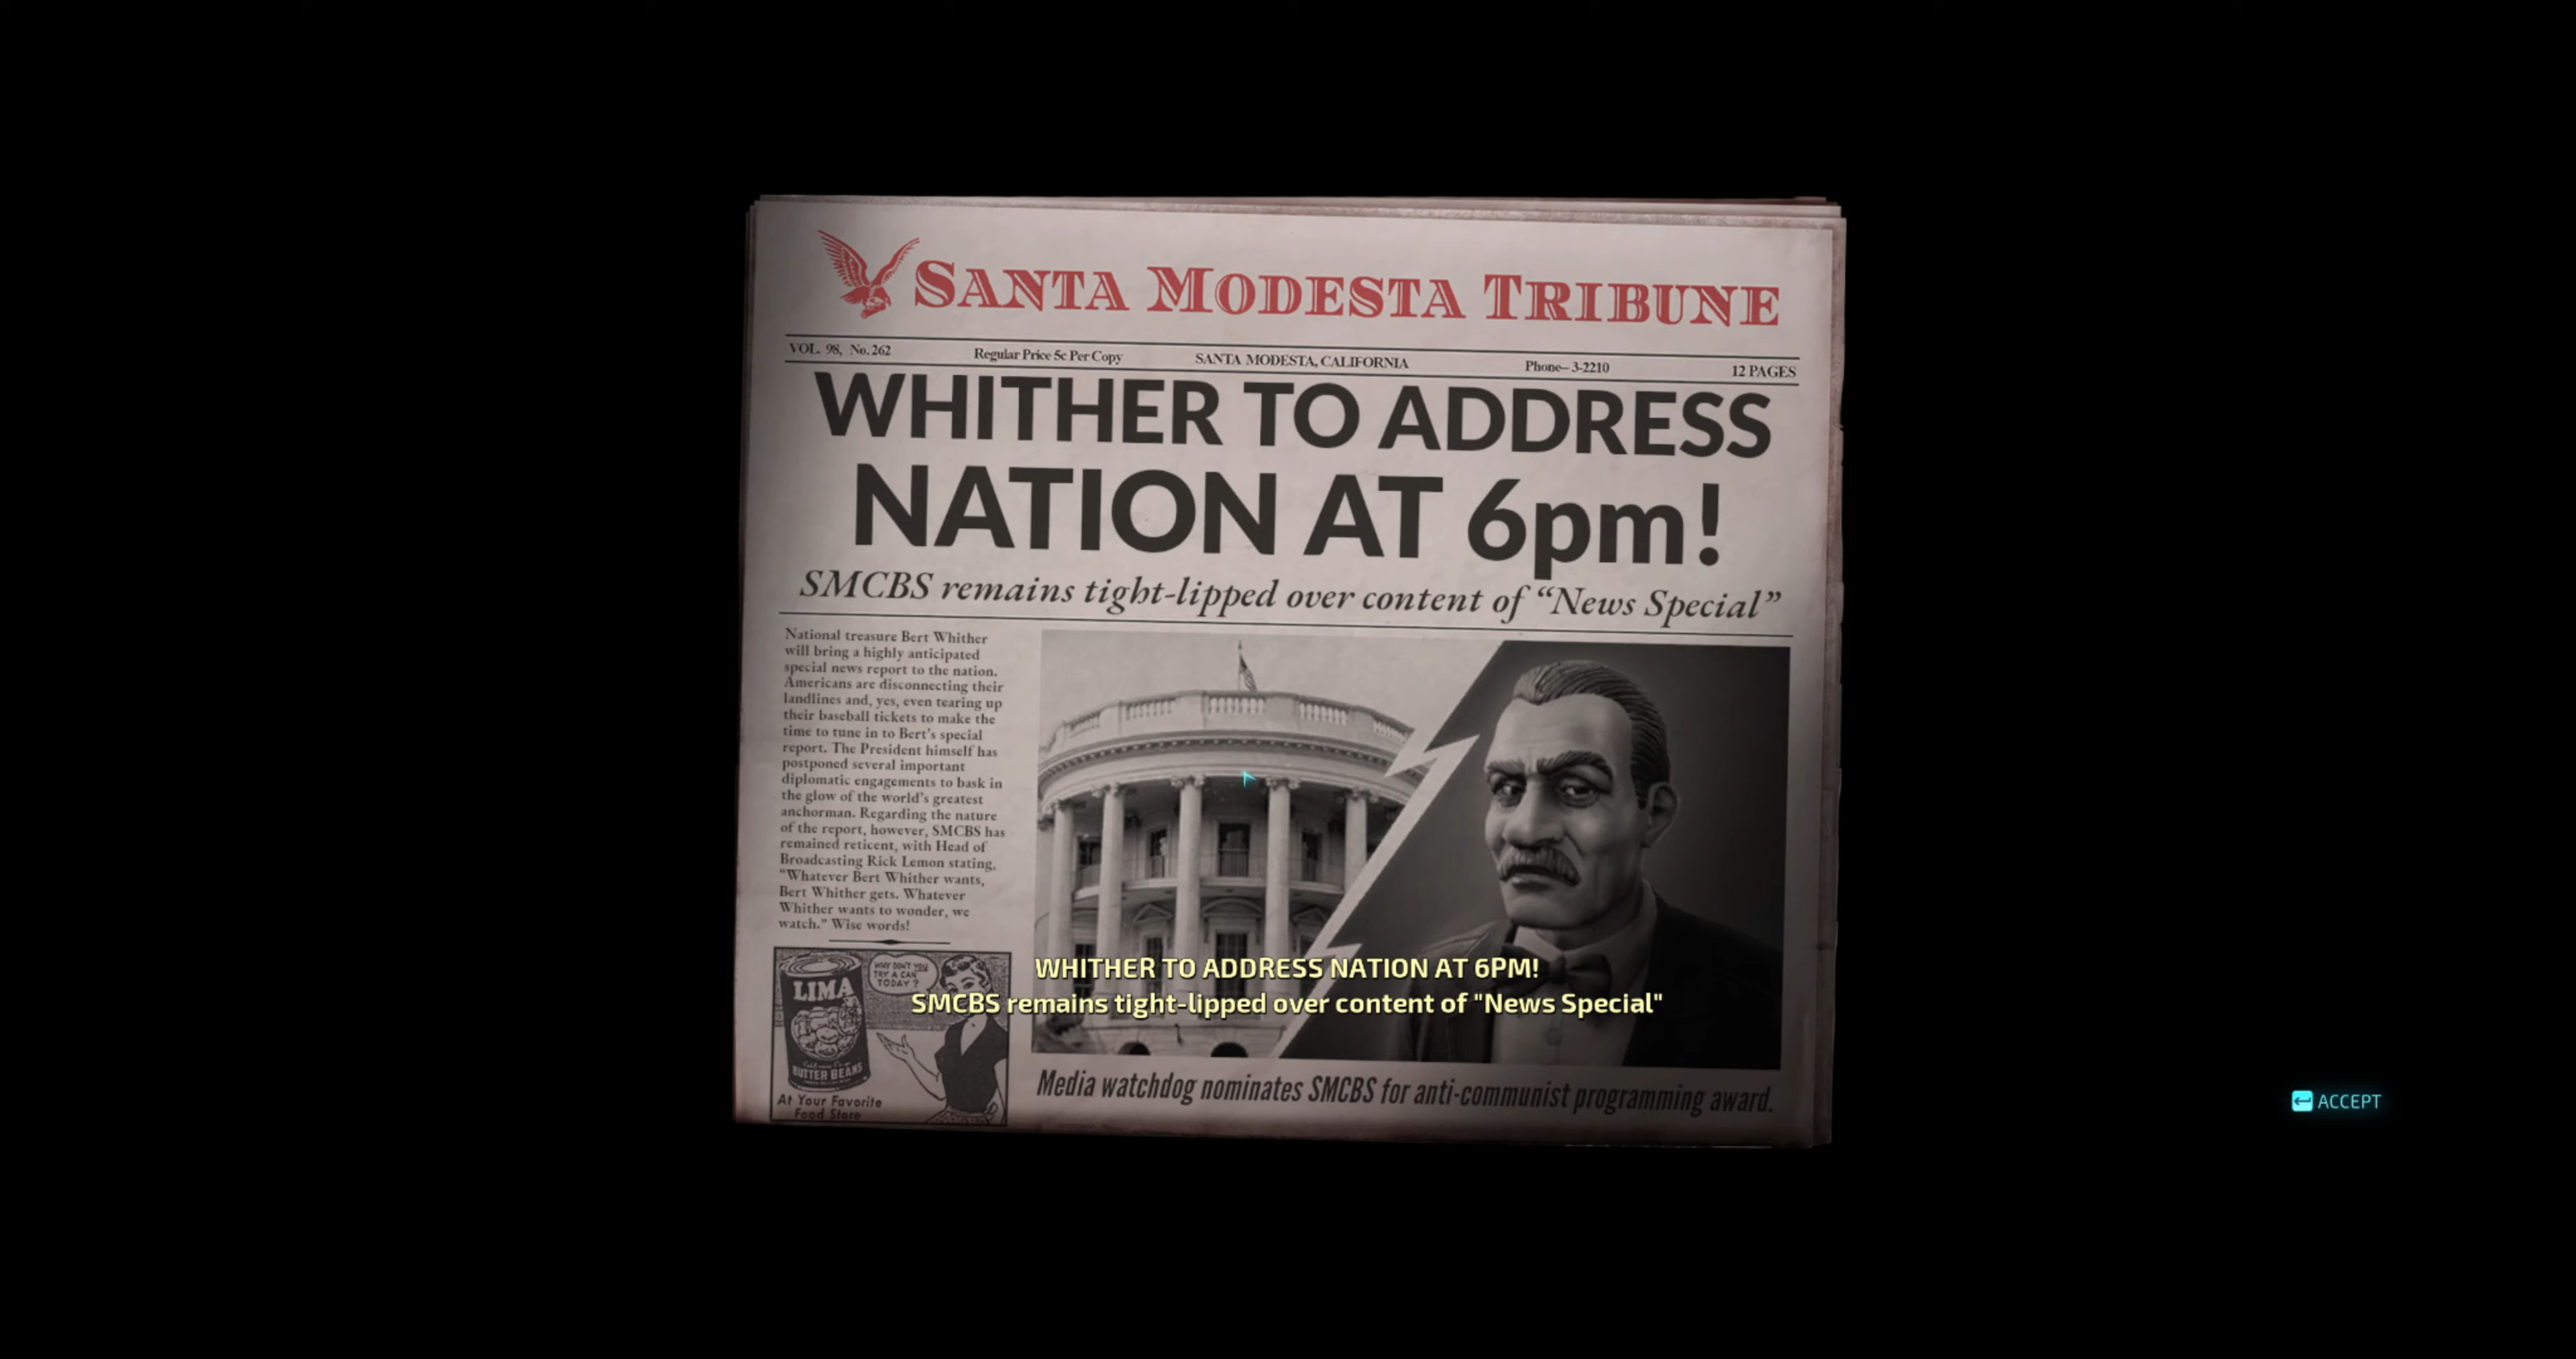 SANTA MODESTA TRIBUNE
VOL. 98, No. 262 Regular Price 5c Per Copy SANTA MODESTA, CALIFORNIA Phone– 3-2210 12 PAGES
WHITHER TO ADDRESS
NATION AT 6pm!
SMCBS remains tight-lipped over content of “News Special”
National treasure Bert Whither
will bring a highly anticipated
special news report to the nation.
Americans are disconnecting their
landlines and, yes, even tearing up
their baseball tickets to make the
time to tune in to Bert's special
report. The President himself has
postponed several important
diplomatic engagements to bask in
the glow of the world's greatest
anchorman. Regarding the nature
of the report, however, SMCBS has
remained reticent, with Head of
Broadcasting Rick Lemon stating,
“Whatever Bert Whither wants,
Bert Whither gets. Whatever
Whither wants to wonder, we
watch.” Wise words!
WHY DON'T YOU
TRY A CAN
TODAY?
LIMA
BUTTER BEANS
At Your Favorite
Food Store
WHITHER TO ADDRESS NATION AT 6PM!
SMCBS remains tight-lipped over content of "News Special"
Media watchdog nominates SMCBS for anti-communist programming award.
ACCEPT